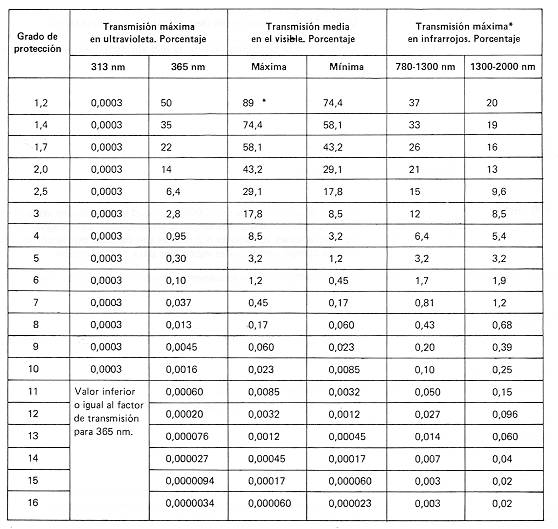 Grado de protección | Transmisión máxima en ultravioleta. Porcentaje | Transmisión media en el visible. Porcentaje | Transmisión máxima* en infrarrojos. Porcentaje
313 nm | 365 nm | Máxima | Mínima | 780-1300 nm | 1300-2000 nm
1,2 | 0,0003 | 50 | 89 * | 74,4 | 37 | 20
1,4 | 0,0003 | 35 | 74,4 | 58,1 | 33 | 19
1,7 | 0,0003 | 22 | 58,1 | 43,2 | 26 | 16
2,0 | 0,0003 | 14 | 43,2 | 29,1 | 21 | 13
2,5 | 0,0003 | 6,4 | 29,1 | 17,8 | 15 | 9,6
3 | 0,0003 | 2,8 | 17,8 | 8,5 | 12 | 8,5
4 | 0,0003 | 0,95 | 8,5 | 3,2 | 6,4 | 5,4
5 | 0,0003 | 0,30 | 3,2 | 1,2 | 3,2 | 3,2
6 | 0,0003 | 0,10 | 1,2 | 0,45 | 1,7 | 1,9
7 | 0,0003 | 0,037 | 0,45 | 0,17 | 0,81 | 1,2
8 | 0,0003 | 0,013 | 0,17 | 0,060 | 0,43 | 0,68
9 | 0,0003 | 0,0045 | 0,060 | 0,023 | 0,20 | 0,39
10 | 0,0003 | 0,0016 | 0,023 | 0,0085 | 0,10 | 0,25
11 | Valor inferior o igual al factor de transmisión para 365 nm. | 0,00060 | 0,0085 | 0,0032 | 0,050 | 0,15
12 | 0,00020 | 0,0032 | 0,0012 | 0,027 | 0,096
13 | 0,000076 | 0,0012 | 0,00045 | 0,014 | 0,060
14 | 0,000027 | 0,00045 | 0,00017 | 0,007 | 0,04
15 | 0,0000094 | 0,00017 | 0,000060 | 0,003 | 0,02
16 | 0,0000034 | 0,000060 | 0,000023 | 0,003 | 0,02